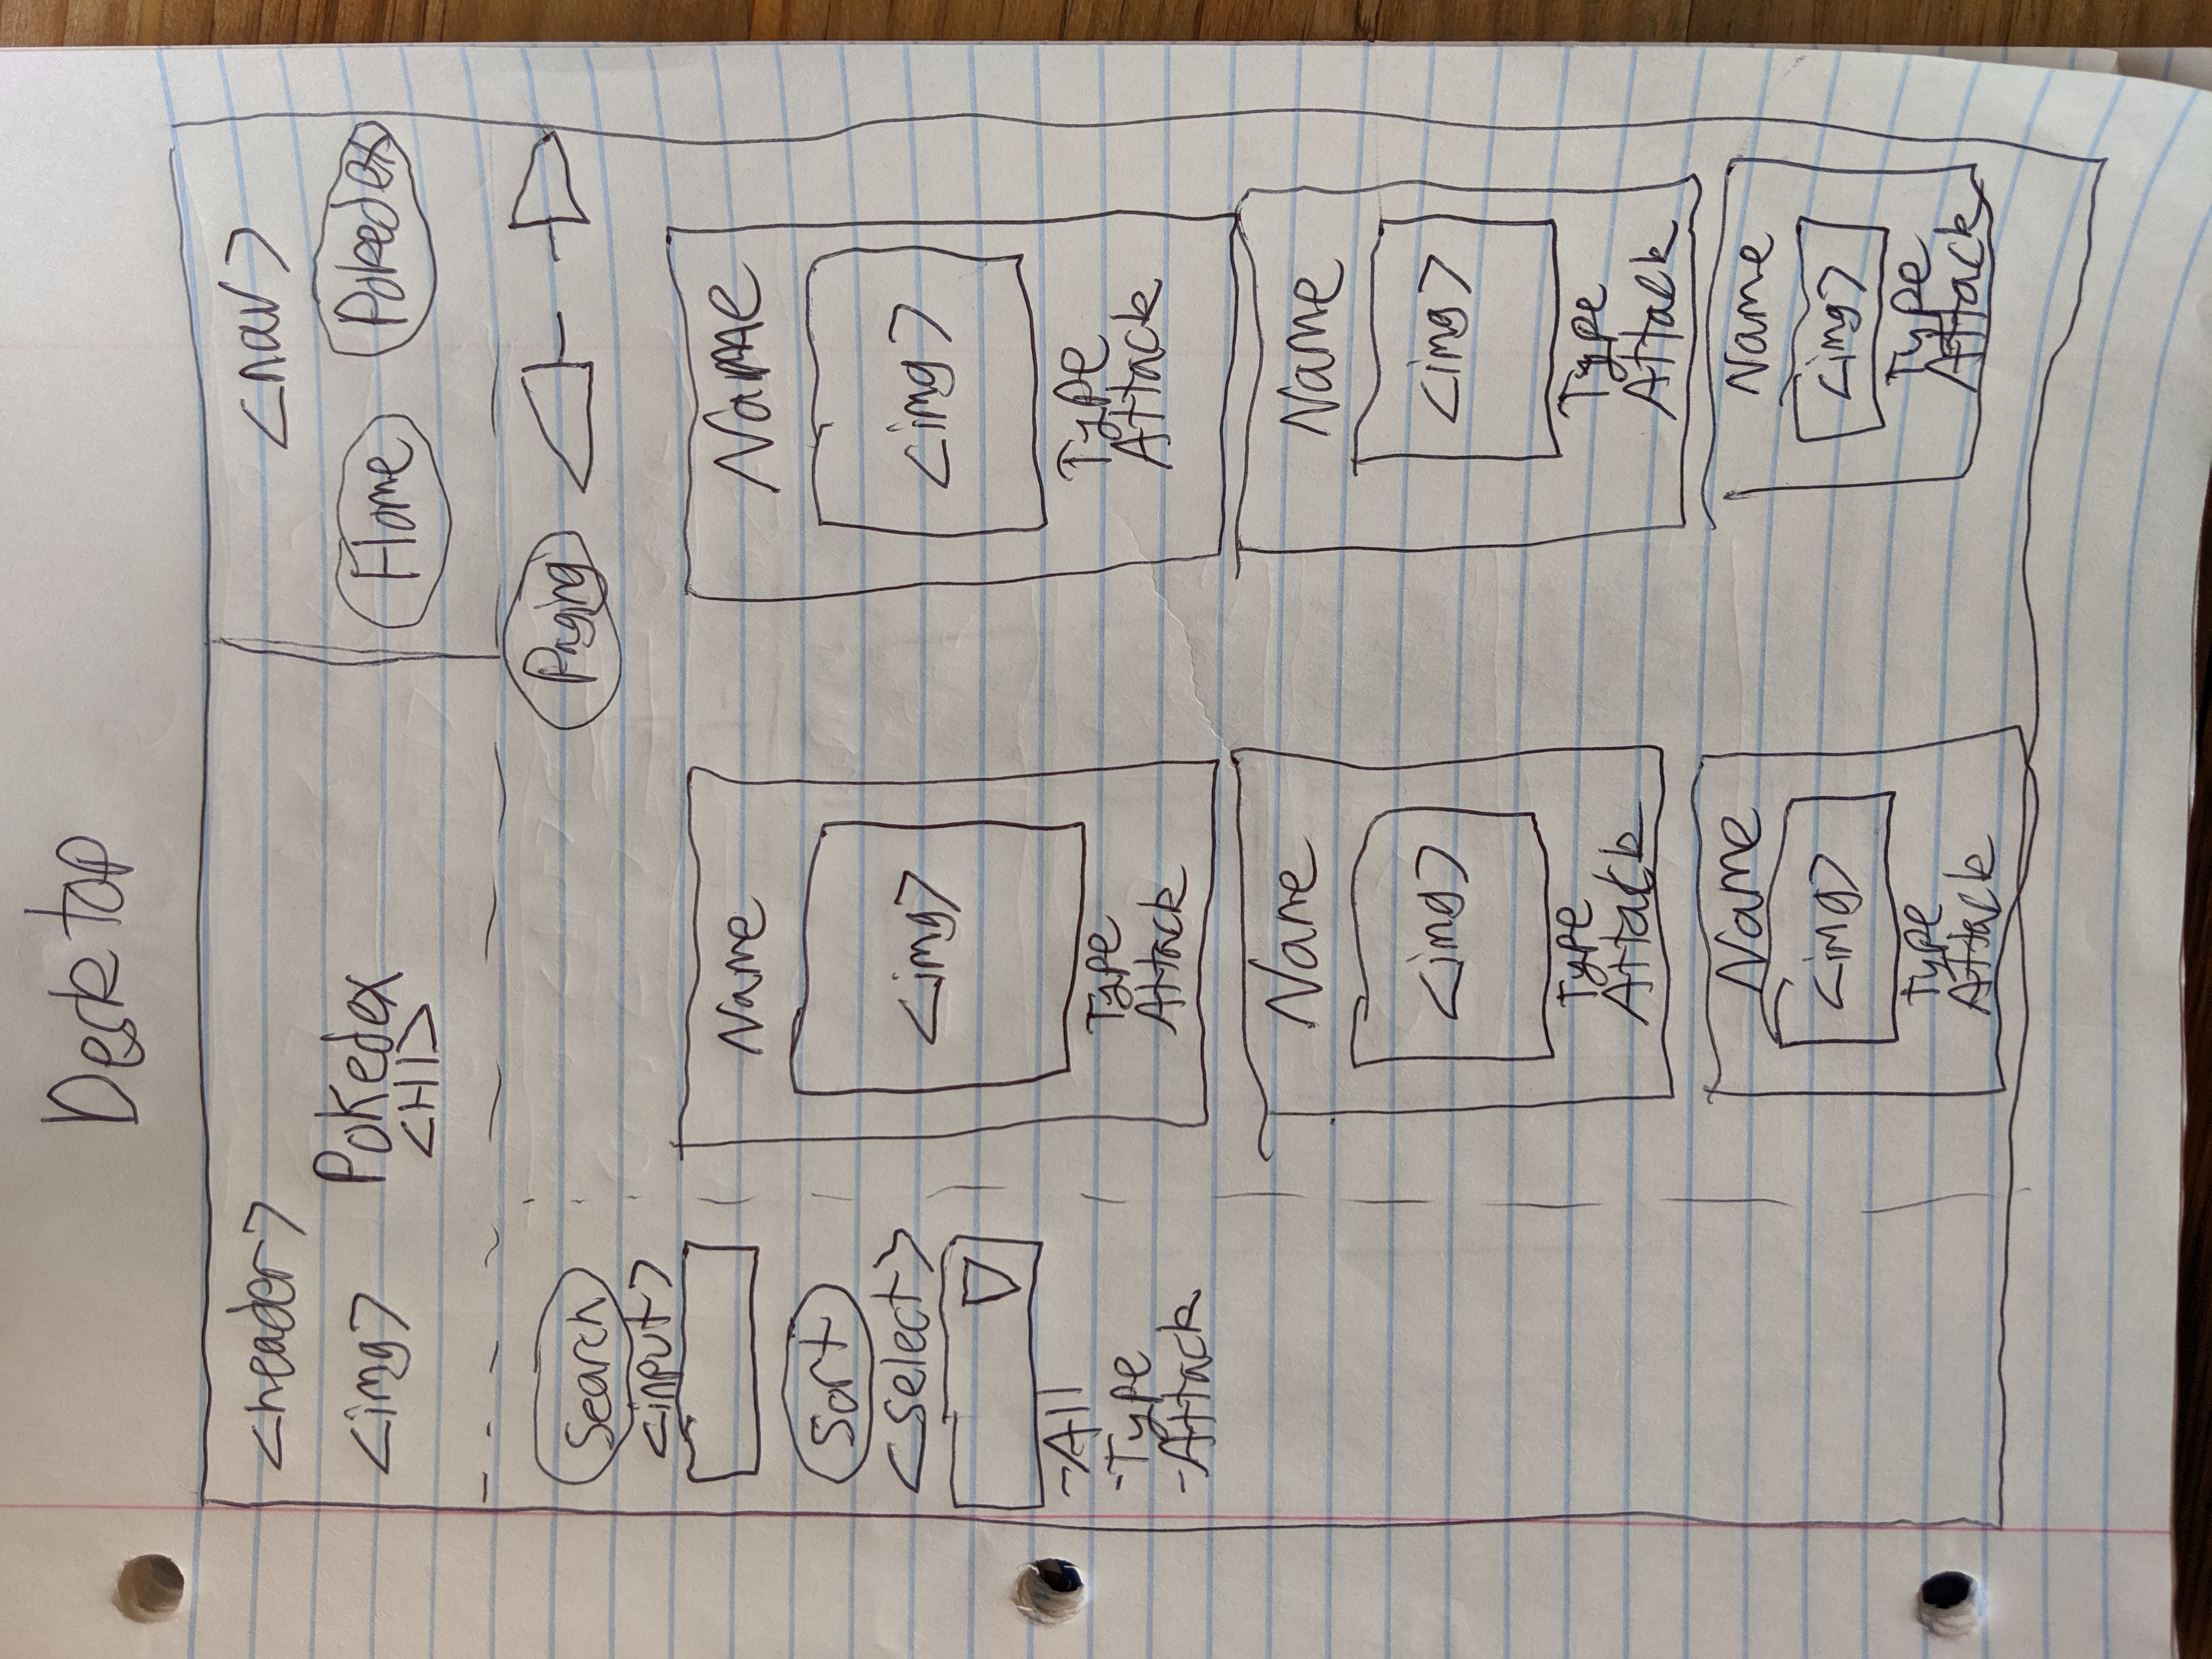 Desktop
<header>
<nav>
<img> Pokedex
<H1>
Home Pokedex
Search
<input>
Paging
Sort
<select>
-All
-Type
-Attack
Name
<img>
Type
Attack
Name
<img>
Type
Attack
Name
<img>
Type
Attack
Name
<img>
Type
Attack
Name
<img>
Type
Attack
Name
<img>
Type
Attack